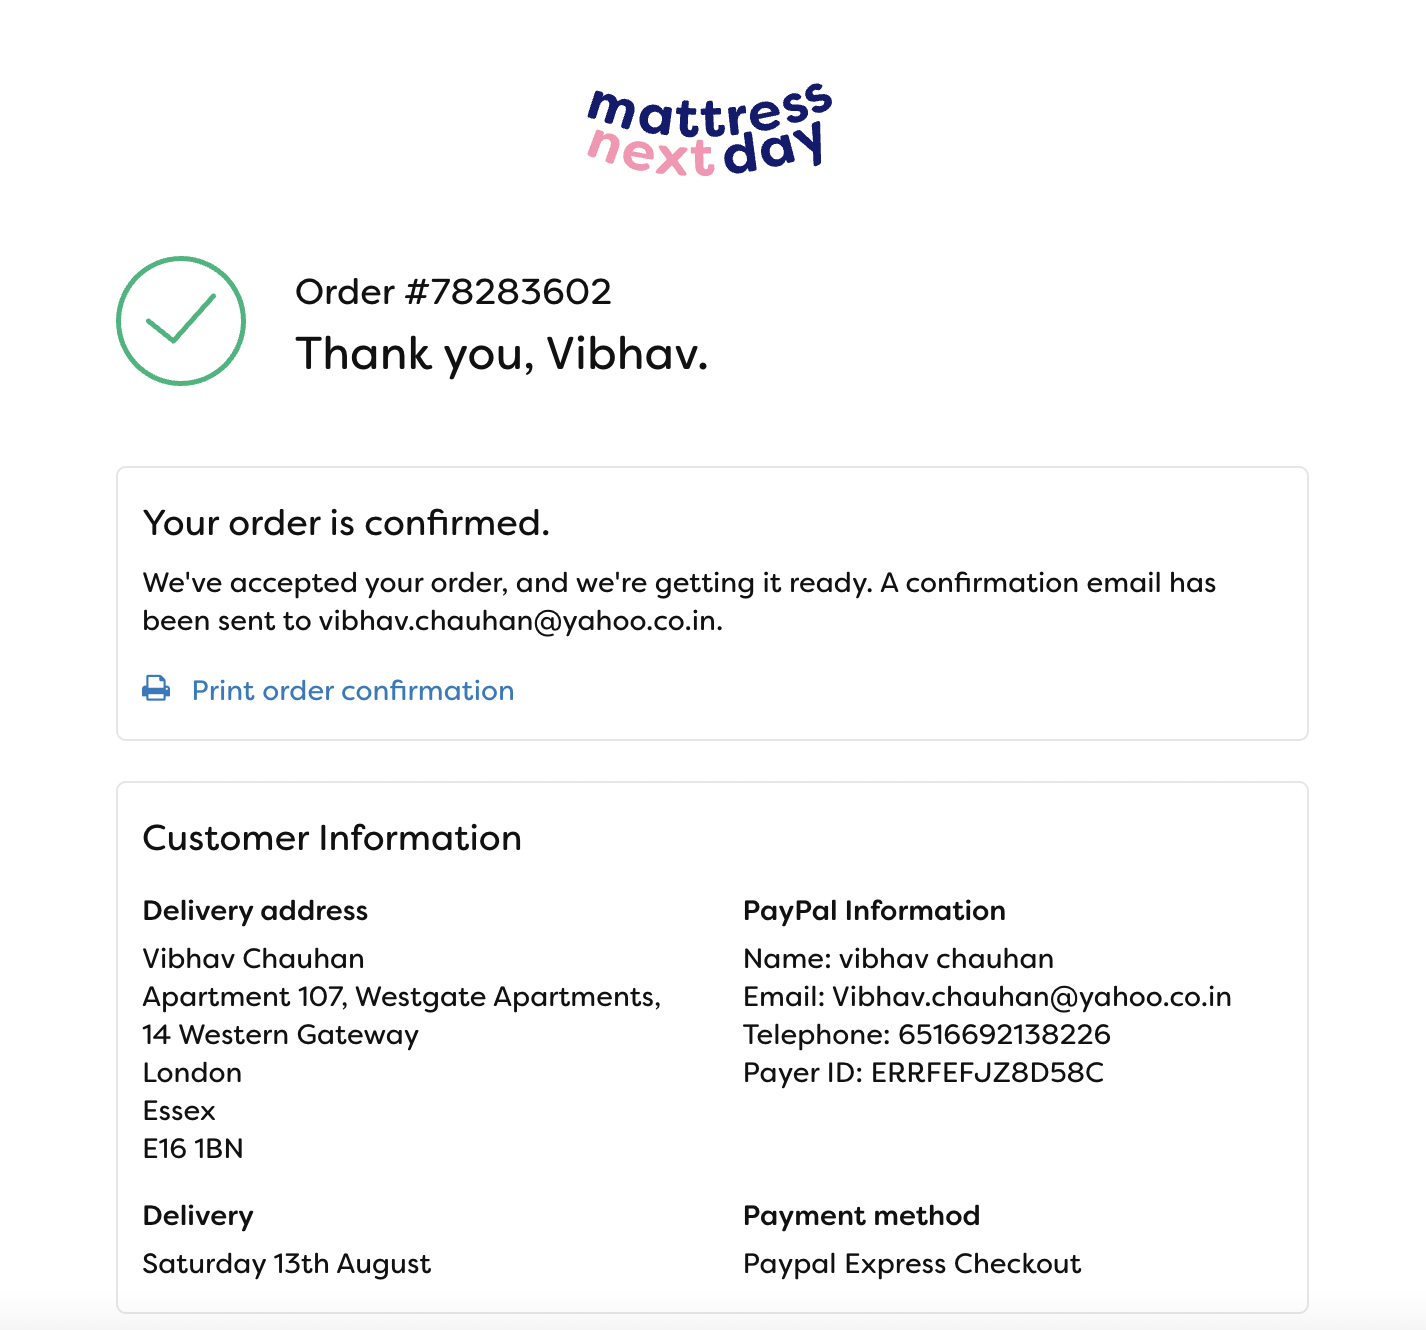 mattress
next day
Order #78283602
Thank you, Vibhav.
Your order is confirmed.
We've accepted your order, and we're getting it ready. A confirmation email has
been sent to vibhav.chauhan@yahoo.co.in.
Print order confirmation
Customer Information
Delivery address
Vibhav Chauhan
Apartment 107, Westgate Apartments,
14 Western Gateway
London
Essex
E16 1BN
PayPal Information
Name: vibhav chauhan
Email: Vibhav.chauhan@yahoo.co.in
Telephone: 6516692138226
Payer ID: ERRFEFJZ8D58C
Delivery
Saturday 13th August
Payment method
Paypal Express Checkout